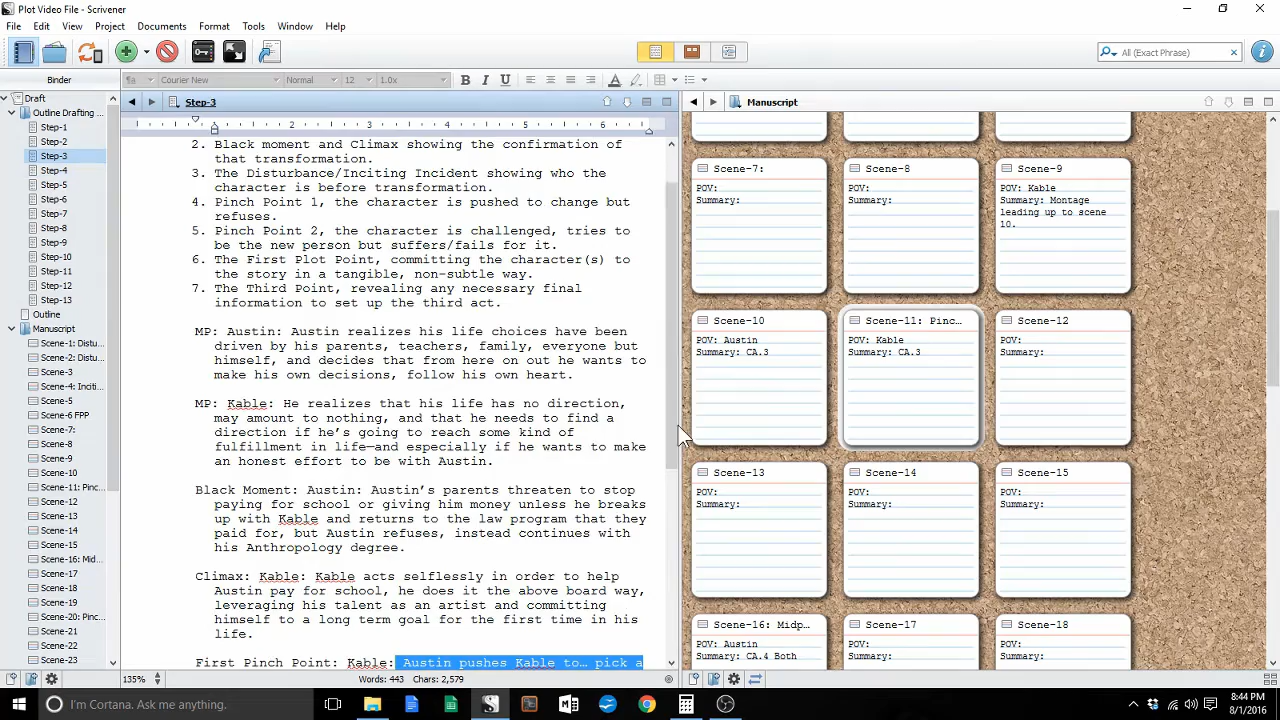 Plot Video File - Scrivener
File Edit View Project Documents Format Tools Window Help
All (Exact Phrase)
Binder
Courier New Normal 12 1.0x B I U A
Draft
Outline Drafting ...
Step-1
Step-2
Step-3
Step-4
Step-5
Step-6
Step-7
Step-8
Step-9
Step-10
Step-11
Step-12
Step-13
Outline
Manuscript
Scene-1: Distu...
Scene-2: Distu...
Scene-3
Scene-4: Inciti...
Scene-5
Scene-6 FPP
Scene-7:
Scene-8
Scene-9
Scene-10
Scene-11: Pinc...
Scene-12
Scene-13
Scene-14
Scene-15
Scene-16: Mid...
Scene-17
Scene-18
Scene-19
Scene-20: Pinc...
Scene-21
Scene-22
Scene-23
Step-3
2 3 4 5 6
2. Black moment and Climax showing the confirmation of
that transformation.
3. The Disturbance/Inciting Incident showing who the
character is before transformation.
4. Pinch Point 1, the character is pushed to change but
refuses.
5. Pinch Point 2, the character is challenged, tries to
be the new person but suffers/fails for it.
6. The First Plot Point, committing the character(s) to
the story in a tangible, non-subtle way.
7. The Third Point, revealing any necessary final
information to set up the third act.
MP: Austin: Austin realizes his life choices have been
driven by his parents, teachers, family, everyone but
himself, and decides that from here on out he wants to
make his own decisions, follow his own heart.
MP: Kable: He realizes that his life has no direction,
may amount to nothing, and that he needs to find a
direction if he's going to reach some kind of
fulfillment in life—and especially if he wants to make
an honest effort to be with Austin.
Black Moment: Austin: Austin's parents threaten to stop
paying for school or giving him money unless he breaks
up with Kable and returns to the law program that they
paid for, but Austin refuses, instead continues with
his Anthropology degree.
Climax: Kable: Kable acts selflessly in order to help
Austin pay for school, he does it the above board way,
leveraging his talent as an artist and committing
himself to a long term goal for the first time in his
life.
First Pinch Point: Kable: Austin pushes Kable to… pick a
135%
Words: 443 Chars: 2,579
Manuscript
Scene-7:
POV:
Summary:
Scene-8
POV:
Summary:
Scene-9
POV: Kable
Summary: Montage
leading up to scene
10.
Scene-10
POV: Austin
Summary: CA.3
Scene-11: Pinc...
POV: Kable
Summary: CA.3
Scene-12
POV:
Summary:
Scene-13
POV:
Summary:
Scene-14
POV:
Summary:
Scene-15
POV:
Summary:
Scene-16: Midp...
POV: Austin
Summary: CA.4 Both
Scene-17
POV:
Summary:
Scene-18
POV:
Summary:
I'm Cortana. Ask me anything.
8:44 PM
8/1/2016